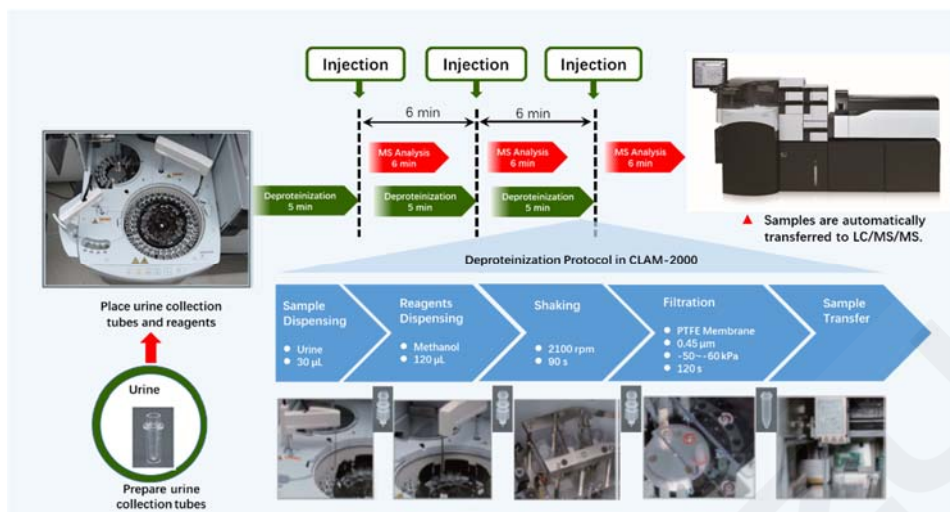 Injection
Injection
Injection
6 min
6 min
MS Analysis
6 min
MS Analysis
6 min
MS Analysis
6 min
Deproteinization
5 min
Deproteinization
5 min
Deproteinization
5 min
Samples are automatically
transferred to LC/MS/MS.
Deproteinization Protocol in CLAM-2000
Place urine collection
tubes and reagents
Urine
Prepare urine
collection tubes
Sample
Dispensing
Urine
30 μL
Reagents
Dispensing
Methanol
120 μL
Shaking
2100 rpm
90 s
Filtration
PTFE Membrane
0.45 μm
-50~-60 kPa
120 s
Sample
Transfer